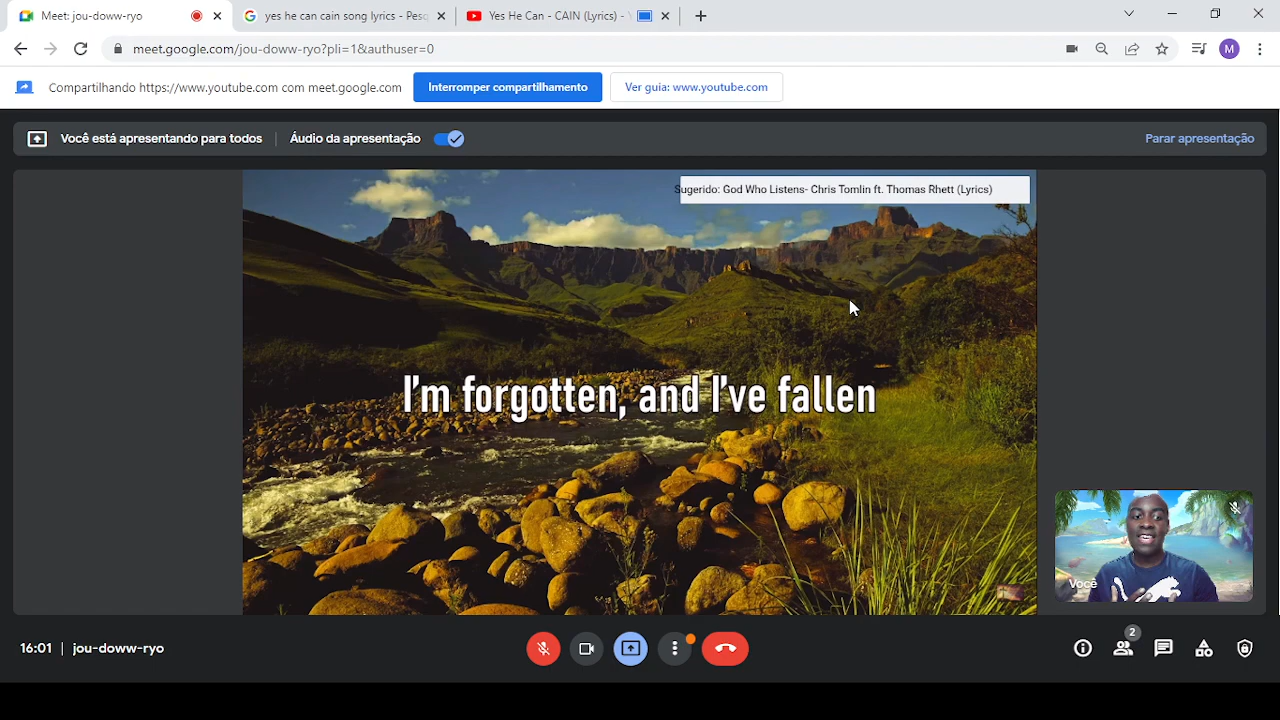 Meet: jou-doww-ryo
yes he can cain song lyrics - Pesq
Yes He Can - CAIN (Lyrics) -
meet.google.com/jou-doww-ryo?pli=1&authuser=0
M
Compartilhando https://www.youtube.com com meet.google.com
Interromper compartilhamento
Ver guia: www.youtube.com
Você está apresentando para todos
Áudio da apresentação
Parar apresentação
Sugerido: God Who Listens- Chris Tomlin ft. Thomas Rhett (Lyrics)
I'm forgotten, and I've fallen
Você
16:01 | jou-doww-ryo
2